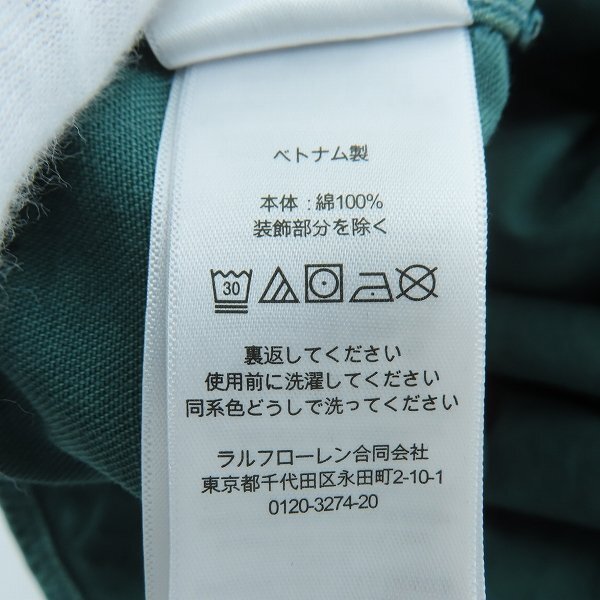 ベトナム製
本体 : 綿100%
装飾部分を除く
30
裏返してください
使用前に洗濯してください
同系色どうしで洗ってください
ラルフローレン合同会社
東京都千代田区永田町2-10-1
0120-3274-20